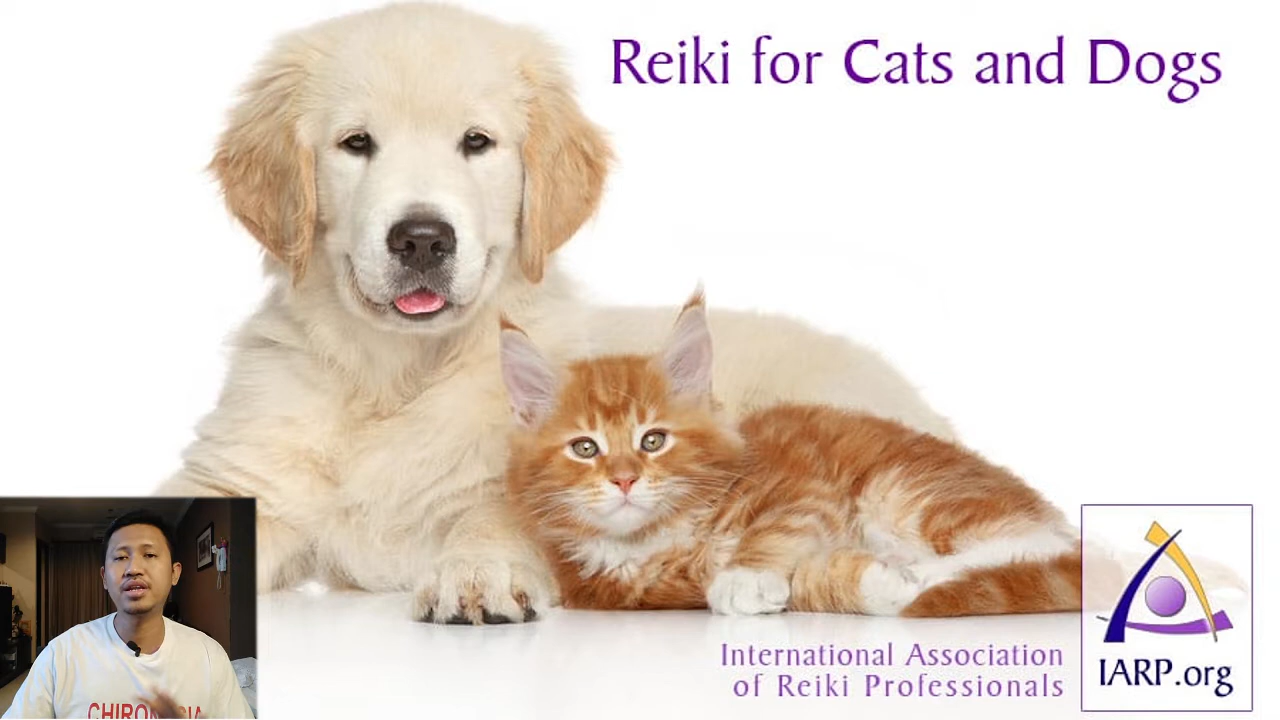 Reiki for Cats and Dogs
International Association
of Reiki Professionals
IARP.org